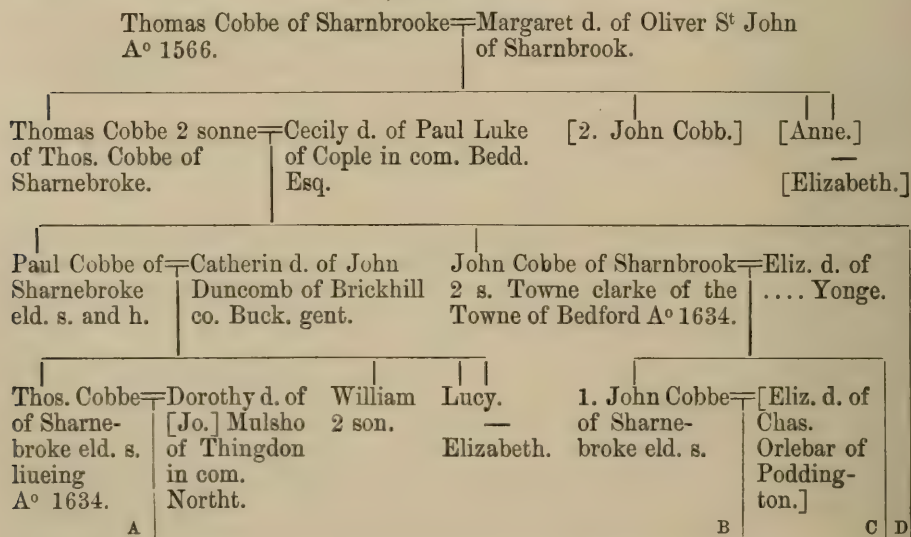 Thomas Cobbe of Sharnbrooke=Margaret d. of Oliver Sᵗ John
Aº 1566. of Sharnbrook.
Thomas Cobbe 2 sonne=Cecily d. of Paul Luke [2. John Cobb.] [Anne.]
of Thos. Cobbe of of Cople in com. Bedd. —
Sharnebroke. Esq. [Elizabeth.]
Paul Cobbe of=Catherin d. of John John Cobbe of Sharnbrook=Eliz. d. of
Sharnebroke Duncomb of Brickhill 2 s. Towne clarke of the .... Yonge.
eld. s. and h. co. Buck. gent. Towne of Bedford Aº 1634.
Thos. Cobbe=Dorothy d. of William Lucy. 1. John Cobbe=[Eliz. d. of
of Sharne- [Jo.] Mulsho 2 son. — of Sharne- Chas.
broke eld. s. of Thingdon Elizabeth. broke eld. s. Orlebar of
liueing in com. Podding-
Aº 1634. Northt. ton.]
A B C D